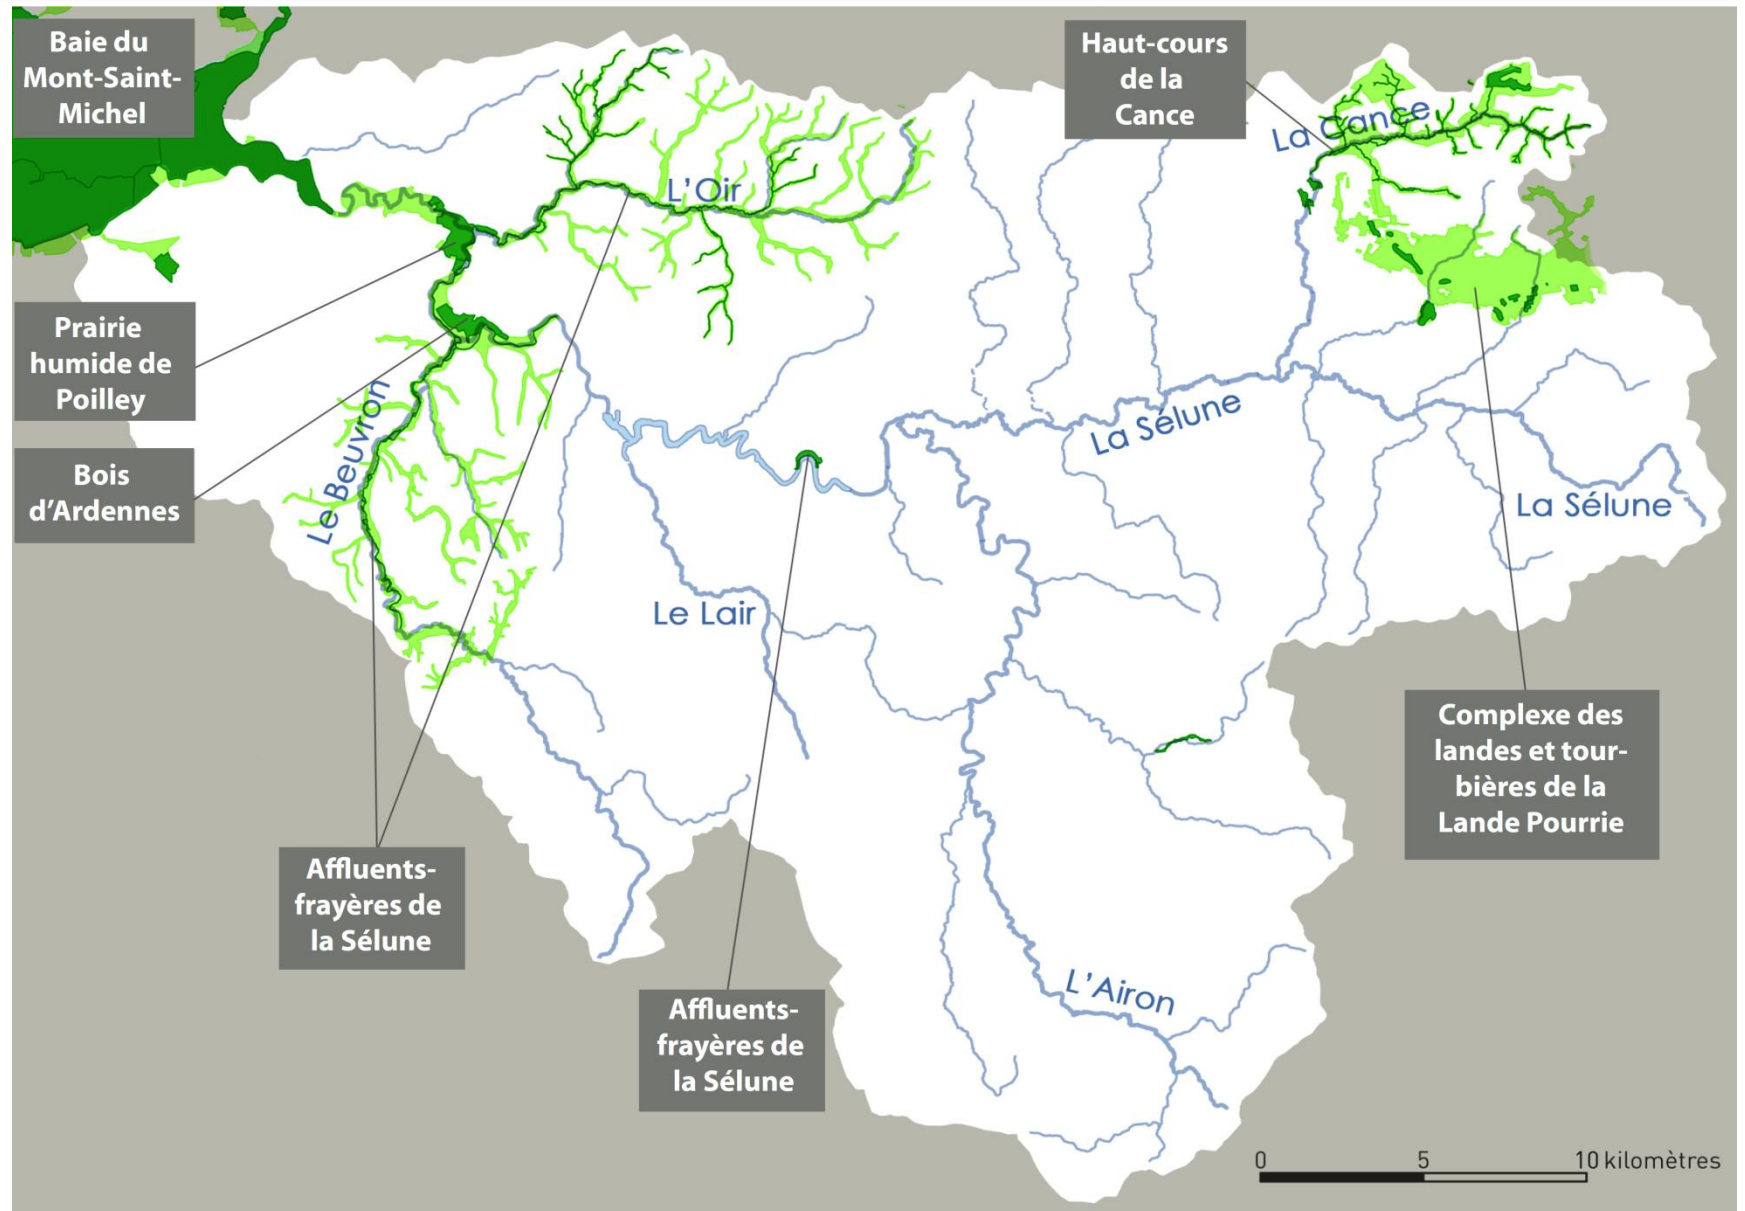 Baie du
Mont-Saint-
Michel
Haut-cours
de la
Cance
La Cance
L'Oir
Prairie
humide de
Poilley
Bois
d'Ardennes
Le Beuvron
La Sélune
La Sélune
Le Lair
Complexe des
landes et tour-
bières de la
Lande Pourrie
Affluents-
frayères de
la Sélune
Affluents-
frayères de
la Sélune
L'Airon
0 5 10 kilomètres